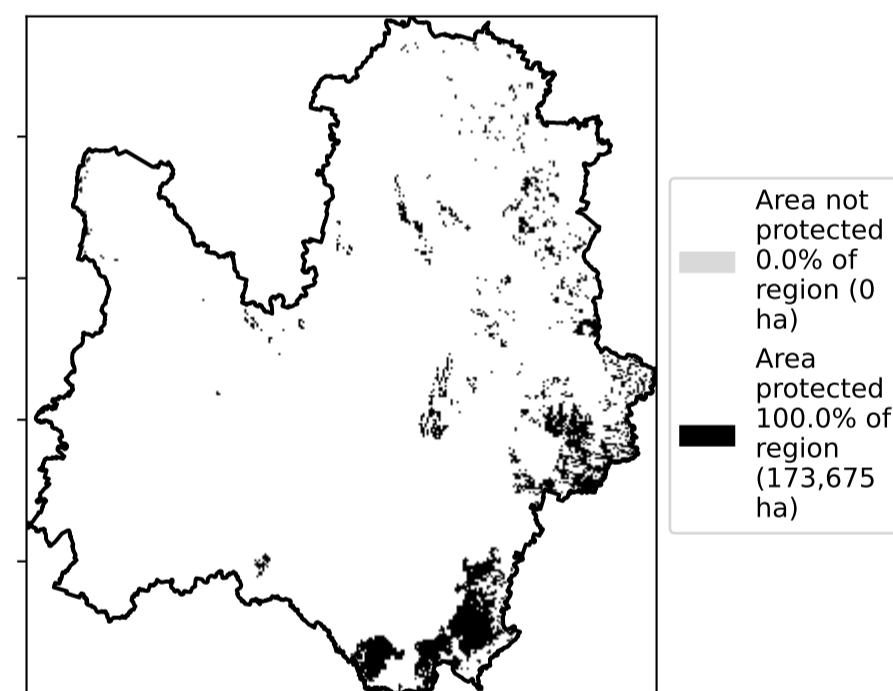 Area not
protected
0.0% of
region (0
ha)
Area
protected
100.0% of
region
(173,675
ha)